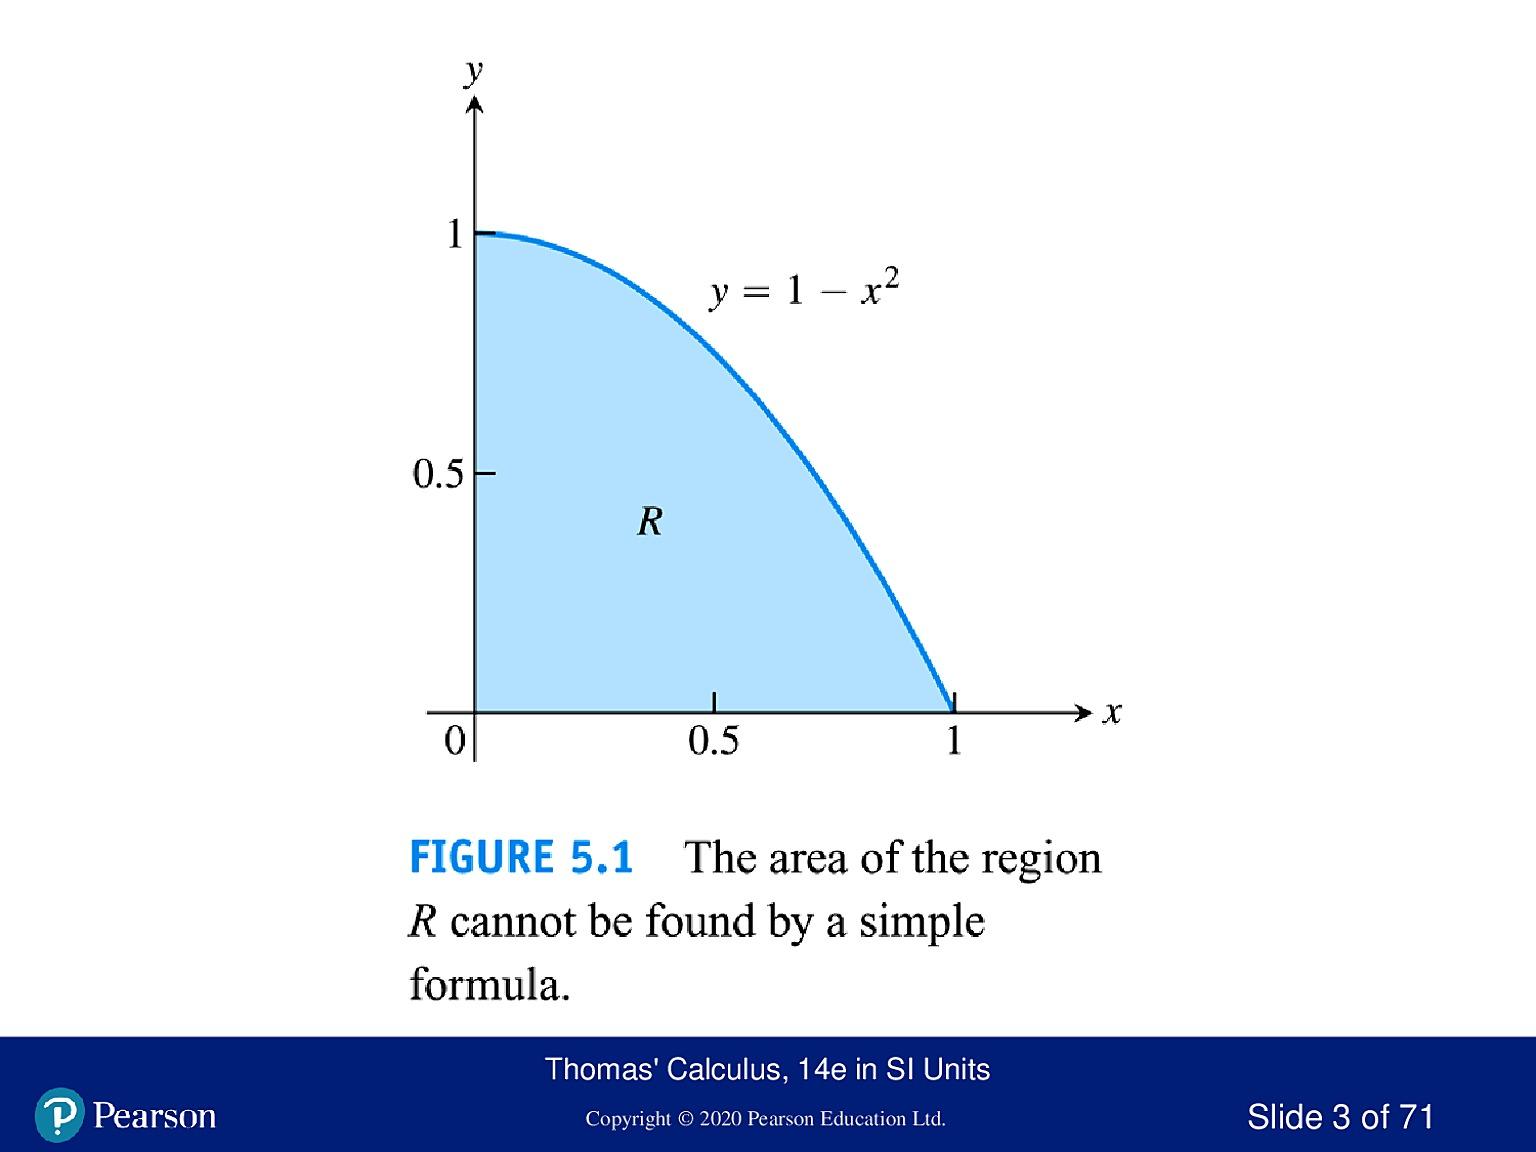 y
1
y = 1 − x²
0.5
R
0 0.5 1 x
FIGURE 5.1 The area of the region
R cannot be found by a simple
formula.
Thomas' Calculus, 14e in SI Units
Pearson
Copyright © 2020 Pearson Education Ltd.
Slide 3 of 71